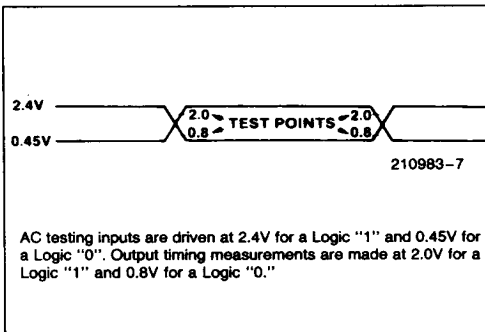 2.4V
2.0 TEST POINTS 2.0
0.8 0.8
0.45V
210983-7
AC testing inputs are driven at 2.4V for a Logic "1" and 0.45V for
a Logic "0". Output timing measurements are made at 2.0V for a
Logic "1" and 0.8V for a Logic "0."